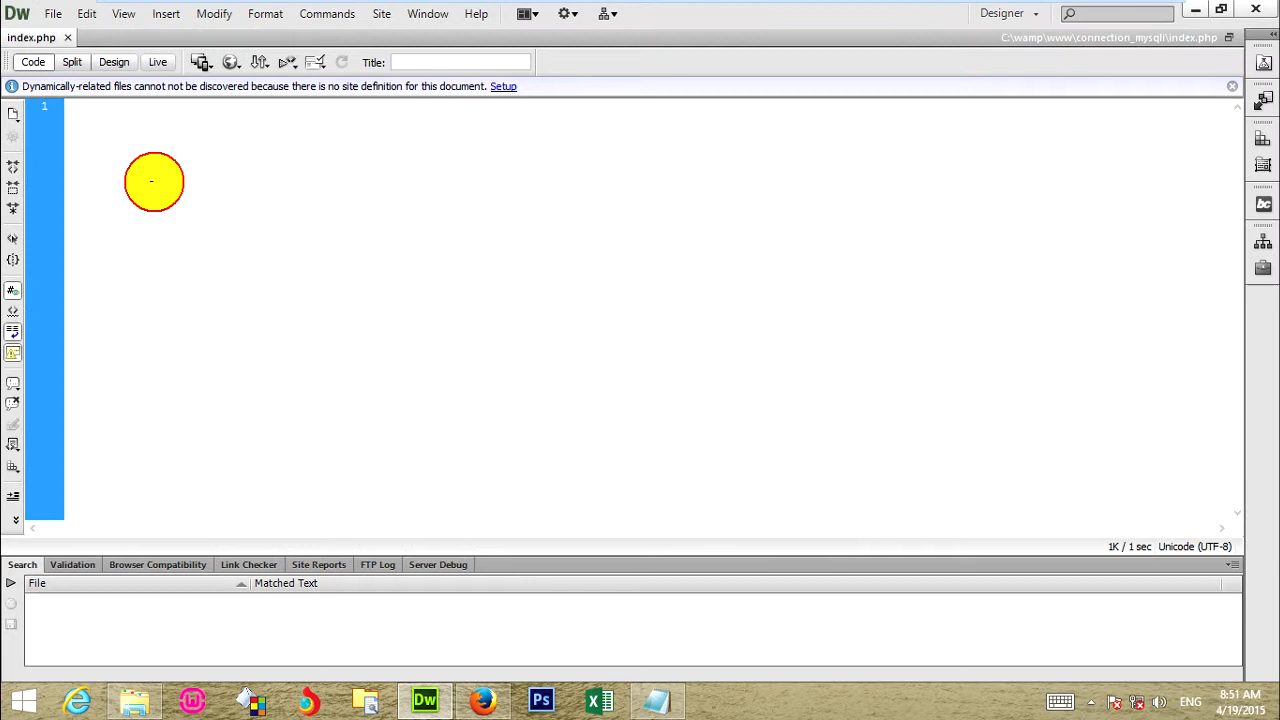 Dw File Edit View Insert Modify Format Commands Site Window Help Designer
index.php C:\wamp\www\connection_mysqli\index.php
Code Split Design Live Title:
Dynamically-related files cannot not be discovered because there is no site definition for this document. Setup
1
bc
1K / 1 sec Unicode (UTF-8)
Search Validation Browser Compatibility Link Checker Site Reports FTP Log Server Debug
File Matched Text
Dw Ps ENG 8:51 AM
4/19/2015